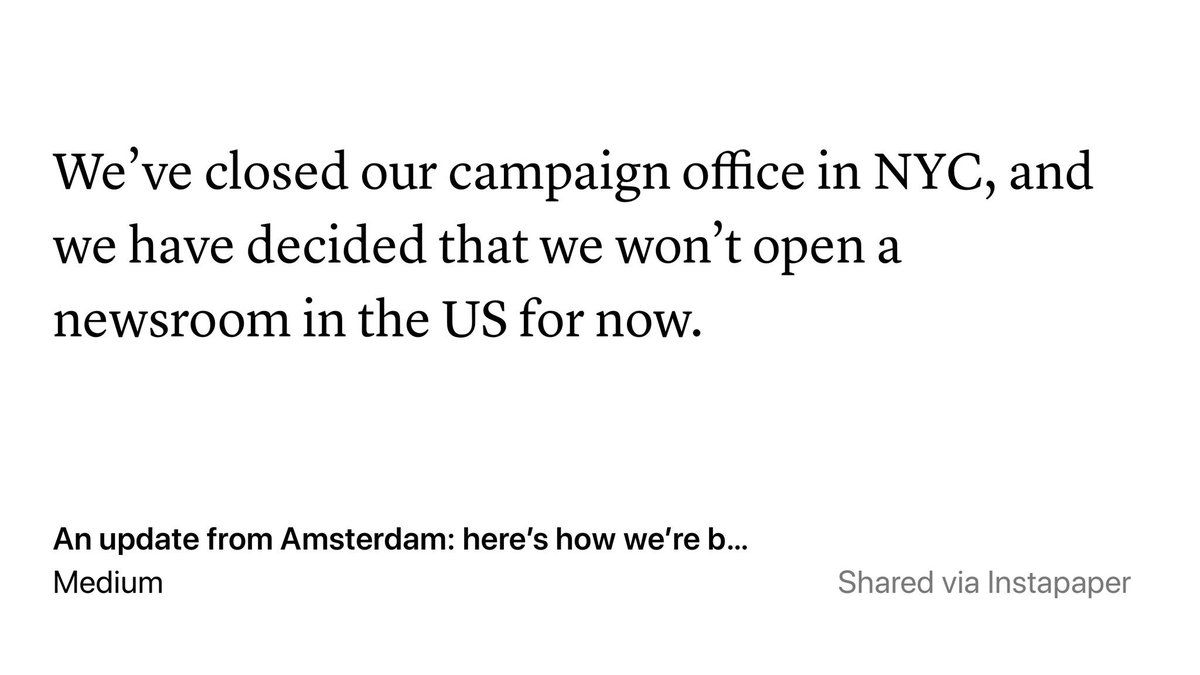 We’ve closed our campaign office in NYC, and
we have decided that we won’t open a
newsroom in the US for now.
An update from Amsterdam: here’s how we’re b...
Medium
Shared via Instapaper